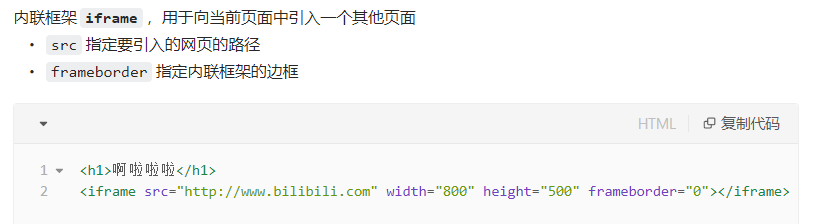 内联框架 iframe ，用于向当前页面中引入一个其他页面
• src 指定要引入的网页的路径
• frameborder 指定内联框架的边框
HTML 复制代码
1 <h1>啊啦啦啦</h1>
2 <iframe src="http://www.bilibili.com" width="800" height="500" frameborder="0"></iframe>